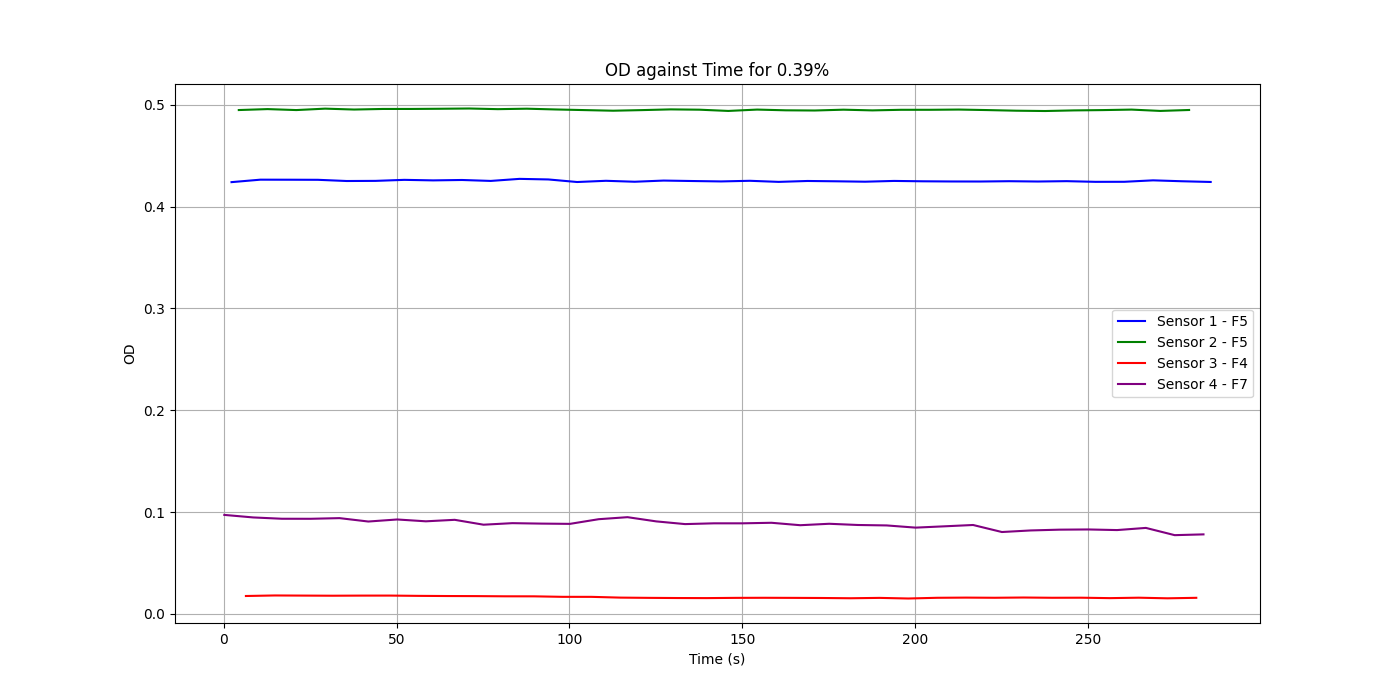 OD against Time for 0.39%
0.5
0.4
0.3
0.2
0.1
0.0
OD
Sensor 1 - F5
Sensor 2 - F5
Sensor 3 - F4
Sensor 4 - F7
0 50 100 150 200 250
Time (s)